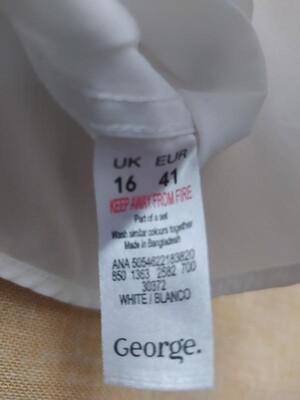 UK EUR
16 41
KEEP AWAY FROM FIRE
Part of a set
Wash similar colours together
Made in Bangladesh
ANA 5054622183820
850 1363 2582 700
30372
WHITE / BLANCO
George.